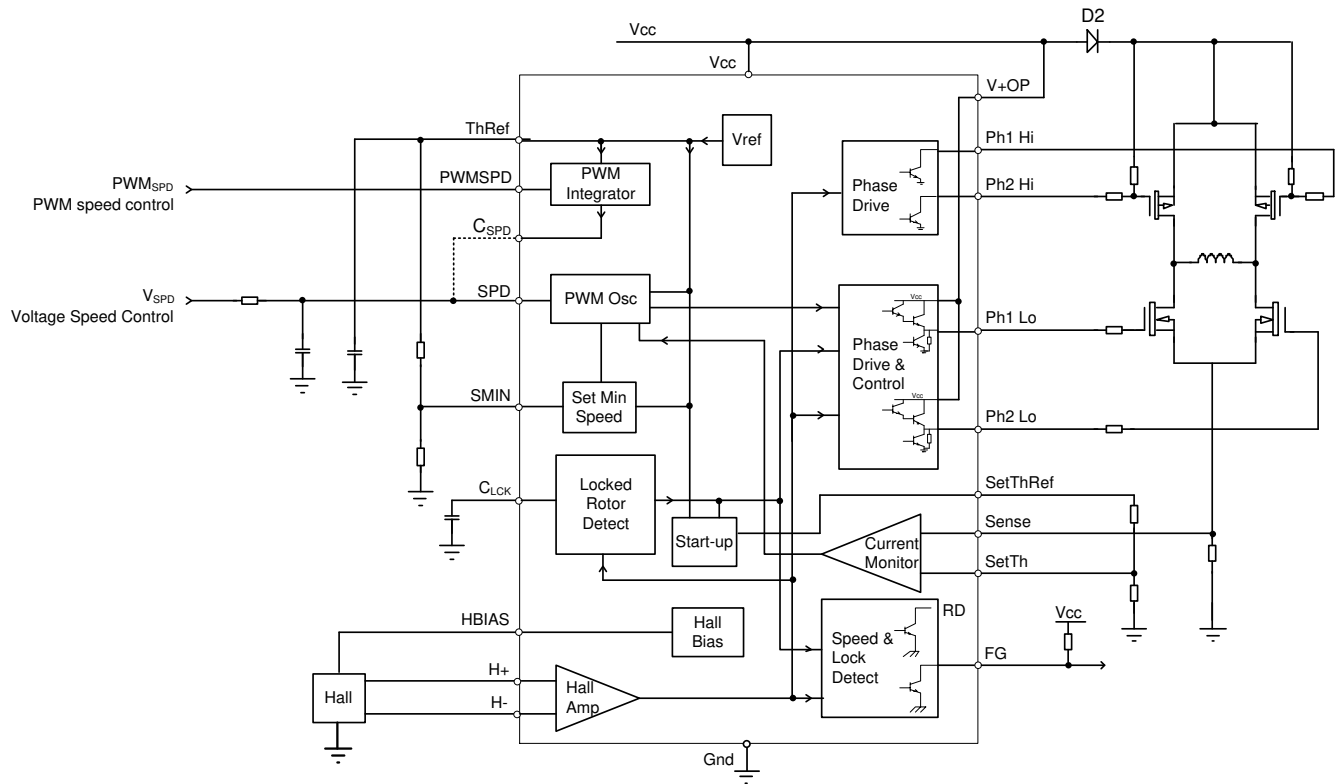 D2
Vcc
Vcc
V+OP
ThRef
Vref
Ph1 Hi
PWMSPD
PWM Integrator
PWMSPD
PWM speed control
Phase Drive
Ph2 Hi
CSPD
VSPD
Voltage Speed Control
SPD
PWM Osc
Vcc
Ph1 Lo
Phase Drive & Control
SMIN
Set Min Speed
Vcc
Ph2 Lo
CLCK
Locked Rotor Detect
SetThRef
Start-up
Sense
Current Monitor
SetTh
HBIAS
Hall Bias
RD
Vcc
Speed & Lock Detect
FG
H+
Hall
H-
Hall Amp
Gnd